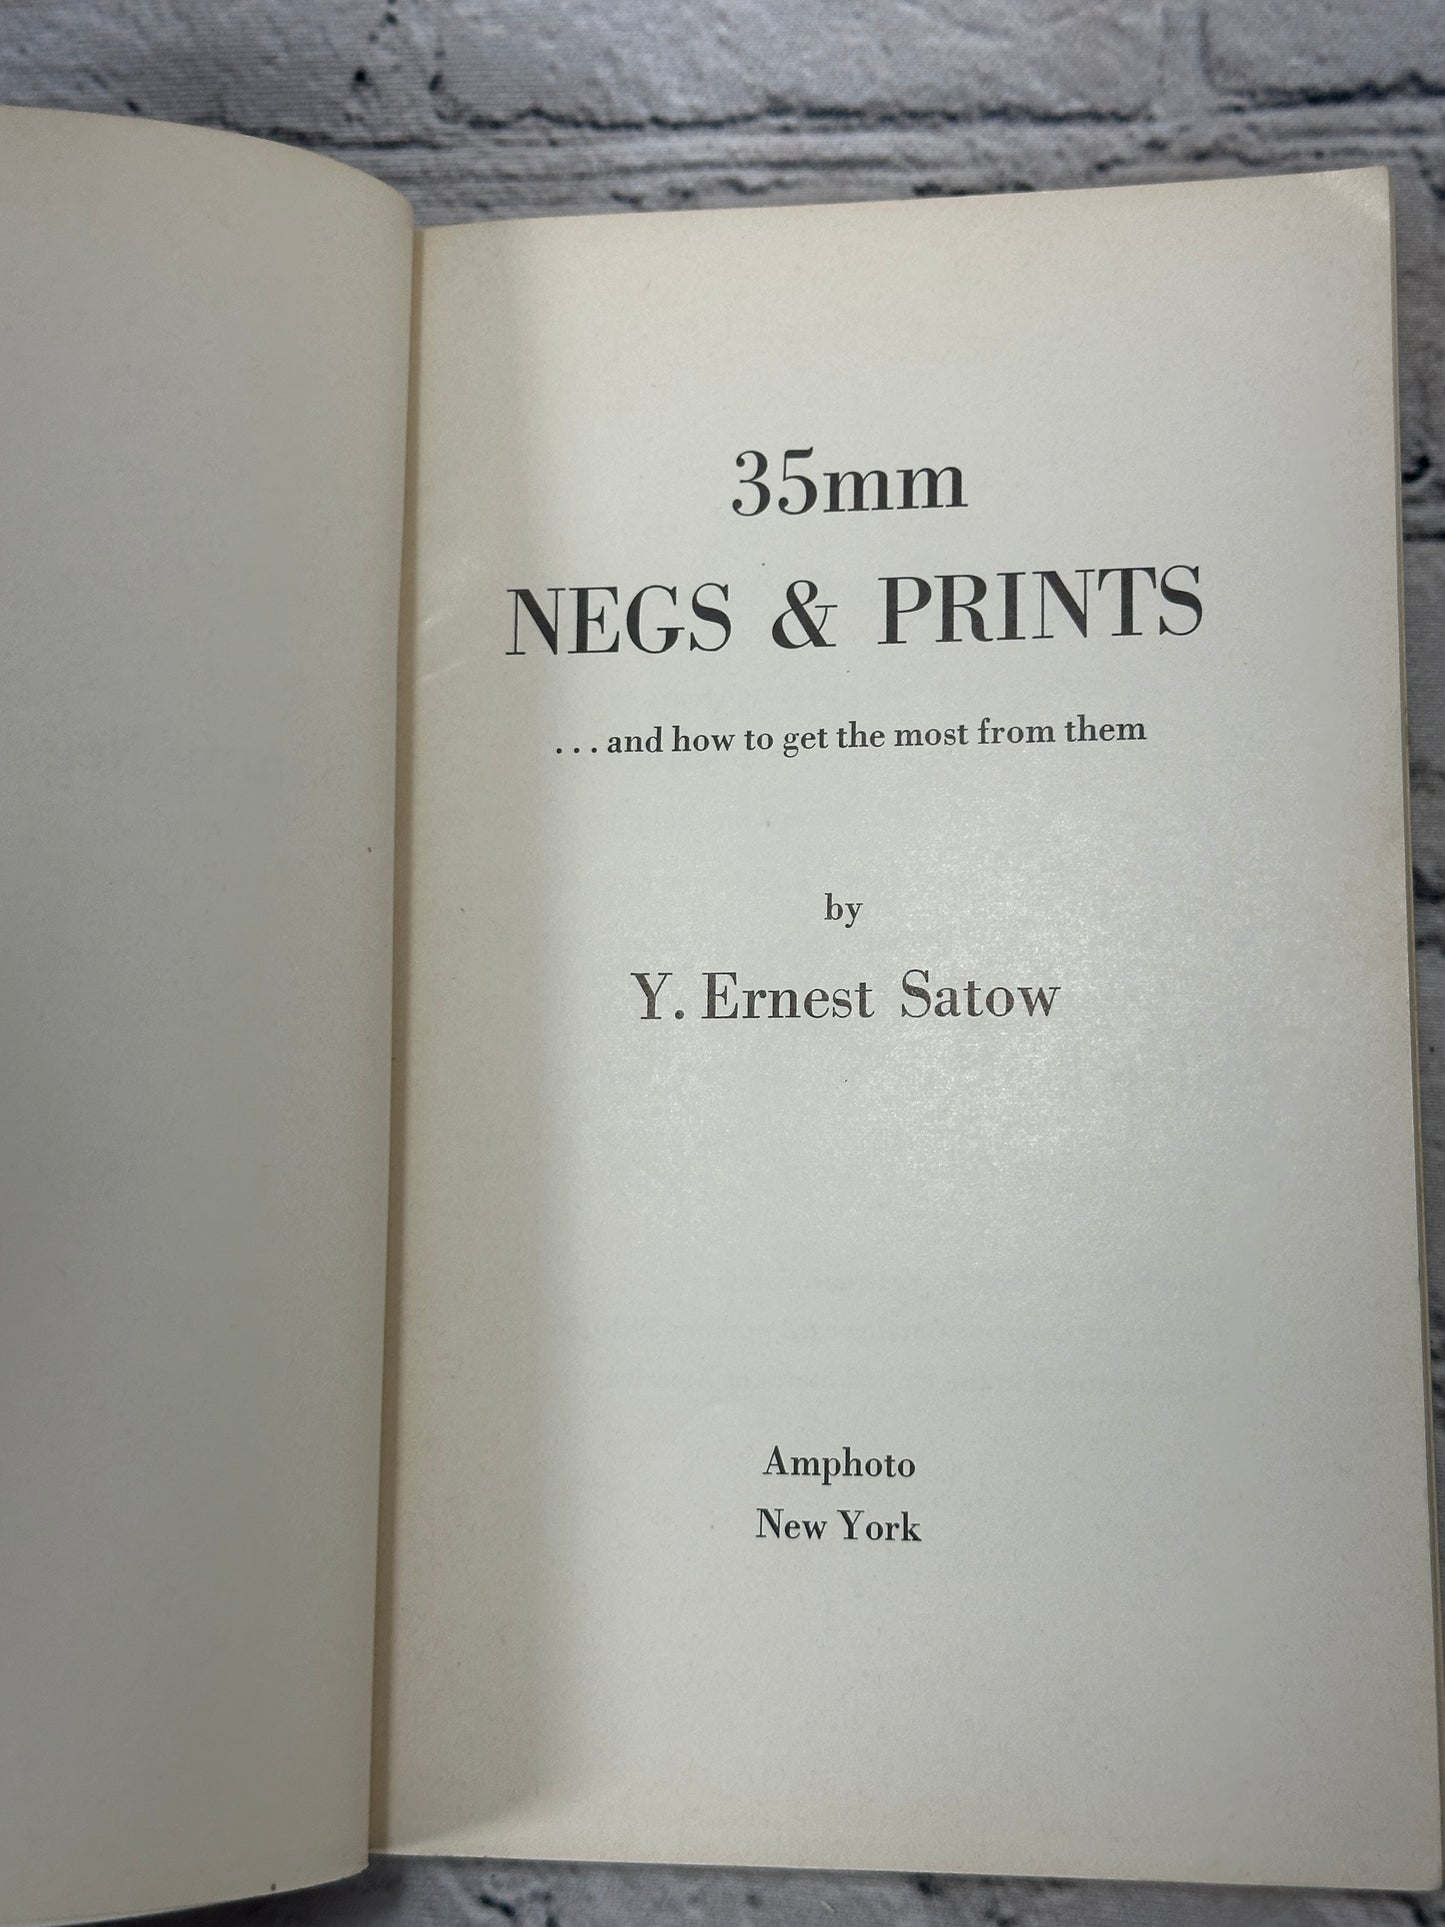 35mm
NEGS & PRINTS
. . . and how to get the most from them
by
Y. Ernest Satow
Amphoto
New York